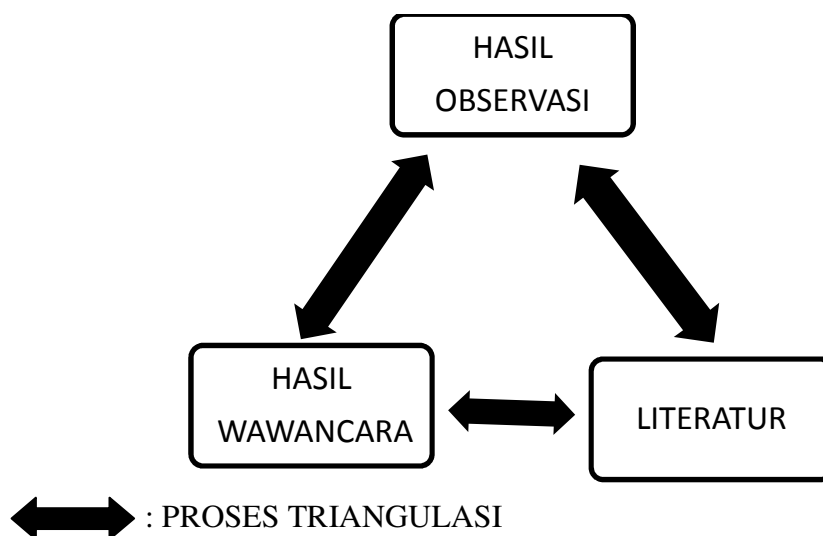 HASIL
OBSERVASI
HASIL
WAWANCARA
LITERATUR
: PROSES TRIANGULASI